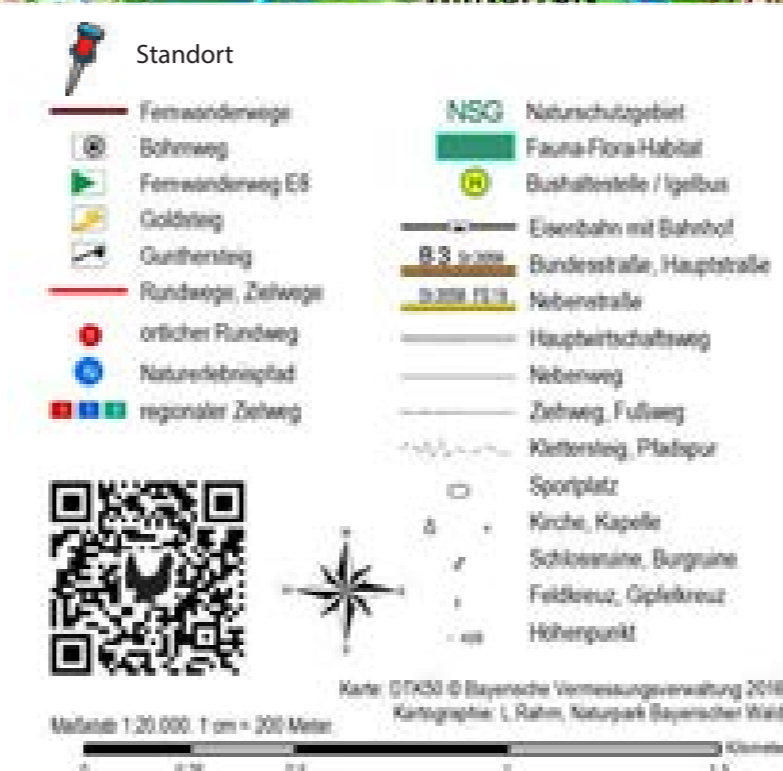 Standort
Fernwanderwege
Böhmweg
Fernwanderweg E8
Goldsteig
Gunthersteig
Rundwege, Zielwege
örtlicher Rundweg
Naturerlebnispfad
regionaler Zielweg
NSG Naturschutzgebiet
Fauna-Flora-Habitat
H Bushaltestelle / Igelbus
Eisenbahn mit Bahnhof
B 3 Bundesstraße, Hauptstraße
Nebenstraße
Hauptwirtschaftsweg
Nebenweg
Ziehweg, Fußweg
Klettersteig, Pfadspur
Sportplatz
Kirche, Kapelle
Schlossruine, Burgruine
Feldkreuz, Gipfelkreuz
Höhenpunkt
Karte: DTK50 © Bayerische Vermessungsverwaltung 2018
Kartographie: L. Rahm, Naturpark Bayerischer Wald
Maßstab 1:20.000. 1 cm = 200 Meter.